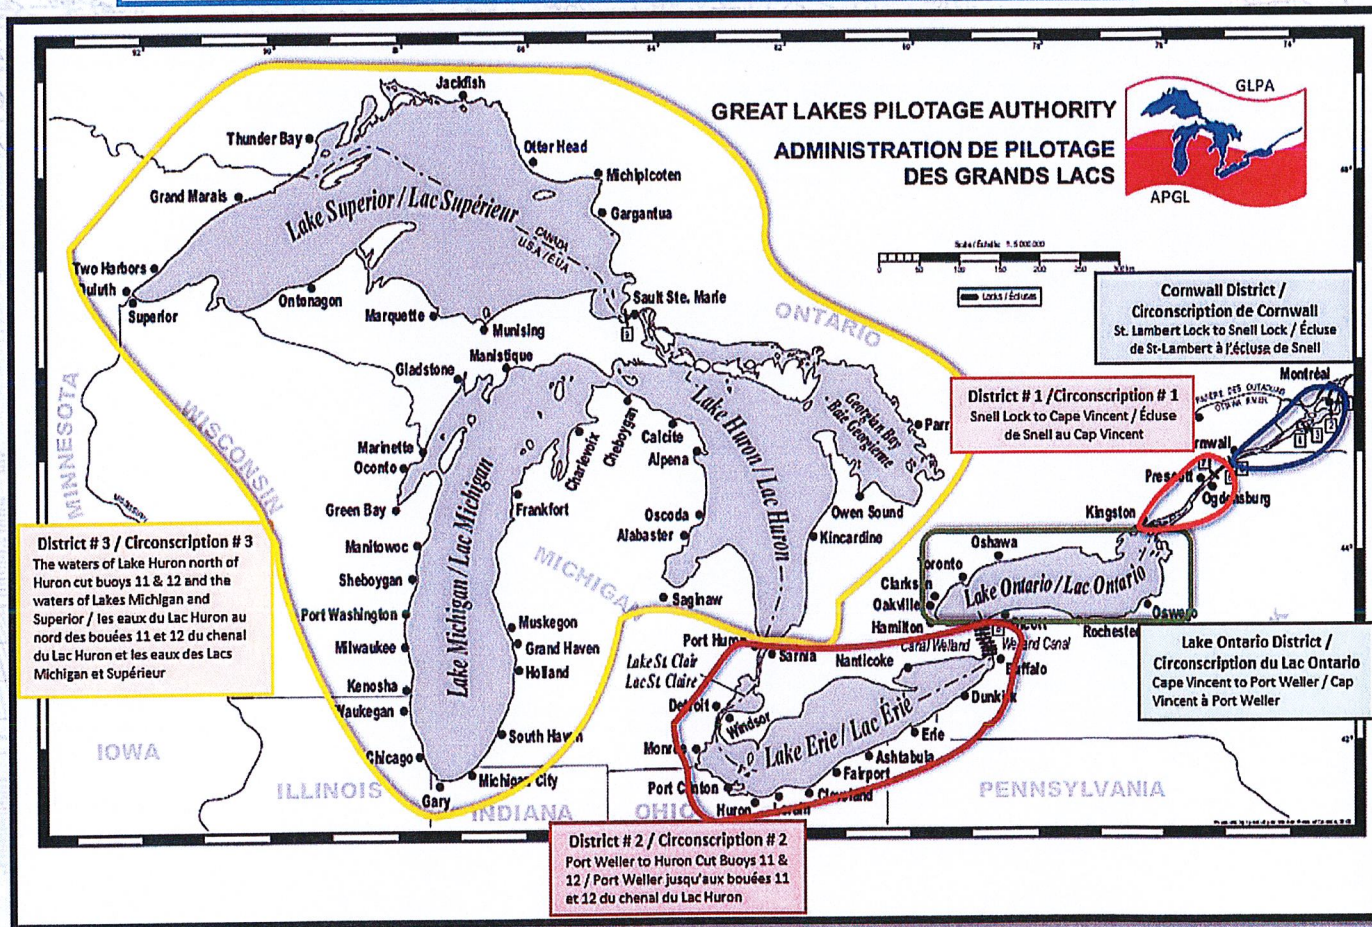 GREAT LAKES PILOTAGE AUTHORITY
ADMINISTRATION DE PILOTAGE
DES GRANDS LACS
GLPA
APGL
Jackfish
Thunder Bay
Otter Head
Michipicoten
Grand Marais
Gargantua
Lake Superior / Lac Supérieur
CANADA
U.S.A/E.U.A
Two Harbors
Duluth
Superior
Ontonagon
Marquette
Munising
Sault Ste. Marie
ONTARIO
Locks / Écluses
Cornwall District /
Circonscription de Cornwall
St. Lambert Lock to Snell Lock / Écluse
de St-Lambert à l'écluse de Snell
Montréal
District # 1 /Circonscription # 1
Snell Lock to Cape Vincent / Écluse
de Snell au Cap Vincent
OTTAWA RIVER
rnwall
Prescott
Ogdensburg
Kingston
Manistique
Gladstone
Marinette
Oconto
Green Bay
Manitowoc
Sheboygan
Port Washington
Milwaukee
Kenosha
Waukegan
Chicago
Gary
Michigan City
South Haven
Holland
Grand Haven
Muskegon
Frankfort
Charlevoix
Cheboygan
Lake Michigan / Lac Michigan
Calcite
Alpena
Oscoda
Alabaster
Saginaw
Lake Huron / Lac Huron
Georgian Bay
Baie Georgienne
Parr
Owen Sound
Kincardine
MINNESOTA
WISCONSIN
MICHIGAN
IOWA
ILLINOIS
INDIANA
OHIO
PENNSYLVANIA
District # 3 / Circonscription # 3
The waters of Lake Huron north of
Huron cut buoys 11 & 12 and the
waters of Lakes Michigan and
Superior / les eaux du Lac Huron au
nord des bouées 11 et 12 du chenal
du Lac Huron et les eaux des Lacs
Michigan et Supérieur
Oshawa
oronto
Clarkson
Oakville
Hamilton
Lake Ontario / Lac Ontario
Oswego
Rochester
Olcott
Canal Welland
Welland Canal
Lake Ontario District /
Circonscription du Lac Ontario
Cape Vincent to Port Weller / Cap
Vincent à Port Weller
Port Huron
Sarnia
Lake St. Clair
Lac St. Claire
Nanticoke
Buffalo
Dunkirk
Erie
Ashtabula
Fairport
Cleveland
Lorain
Huron
Port Clinton
Monroe
Detroit
Windsor
Lake Erie / Lac Érié
District # 2 / Circonscription # 2
Port Weller to Huron Cut Buoys 11 &
12 / Port Weller jusqu'aux bouées 11
et 12 du chenal du Lac Huron